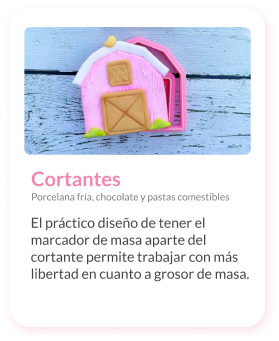 Cortantes
Porcelana fría, chocolate y pastas comestibles
El práctico diseño de tener el
marcador de masa aparte del
cortante permite trabajar con más
libertad en cuanto a grosor de masa.